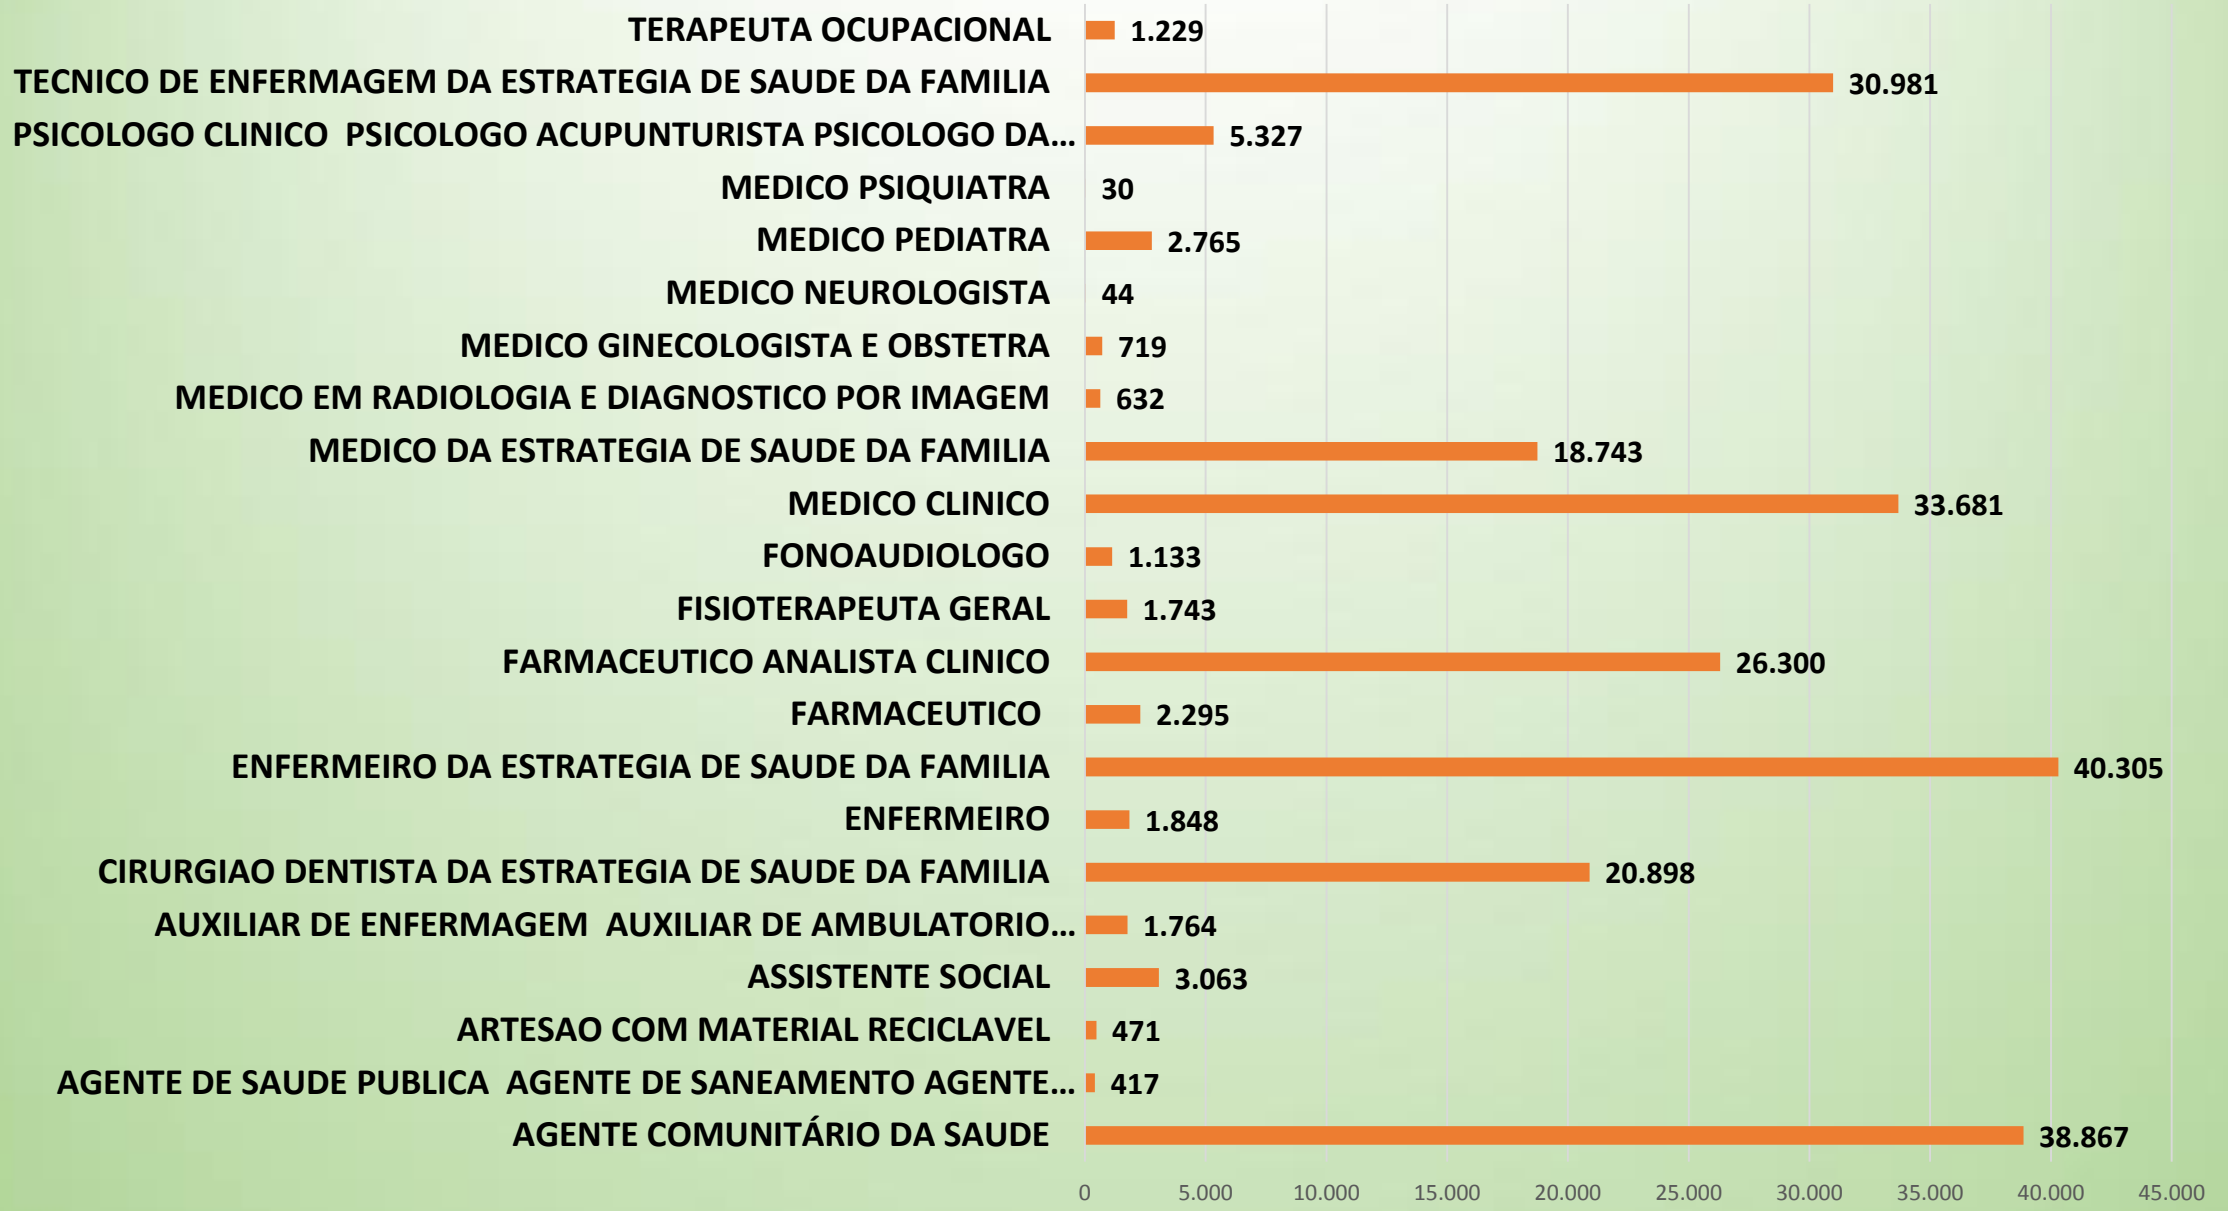 TERAPEUTA OCUPACIONAL 1.229
TECNICO DE ENFERMAGEM DA ESTRATEGIA DE SAUDE DA FAMILIA 30.981
PSICOLOGO CLINICO PSICOLOGO ACUPUNTURISTA PSICOLOGO DA... 5.327
MEDICO PSIQUIATRA 30
MEDICO PEDIATRA 2.765
MEDICO NEUROLOGISTA 44
MEDICO GINECOLOGISTA E OBSTETRA 719
MEDICO EM RADIOLOGIA E DIAGNOSTICO POR IMAGEM 632
MEDICO DA ESTRATEGIA DE SAUDE DA FAMILIA 18.743
MEDICO CLINICO 33.681
FONOAUDIOLOGO 1.133
FISIOTERAPEUTA GERAL 1.743
FARMACEUTICO ANALISTA CLINICO 26.300
FARMACEUTICO 2.295
ENFERMEIRO DA ESTRATEGIA DE SAUDE DA FAMILIA 40.305
ENFERMEIRO 1.848
CIRURGIAO DENTISTA DA ESTRATEGIA DE SAUDE DA FAMILIA 20.898
AUXILIAR DE ENFERMAGEM AUXILIAR DE AMBULATORIO... 1.764
ASSISTENTE SOCIAL 3.063
ARTESAO COM MATERIAL RECICLAVEL 471
AGENTE DE SAUDE PUBLICA AGENTE DE SANEAMENTO AGENTE... 417
AGENTE COMUNITÁRIO DA SAUDE 38.867
0 5.000 10.000 15.000 20.000 25.000 30.000 35.000 40.000 45.000